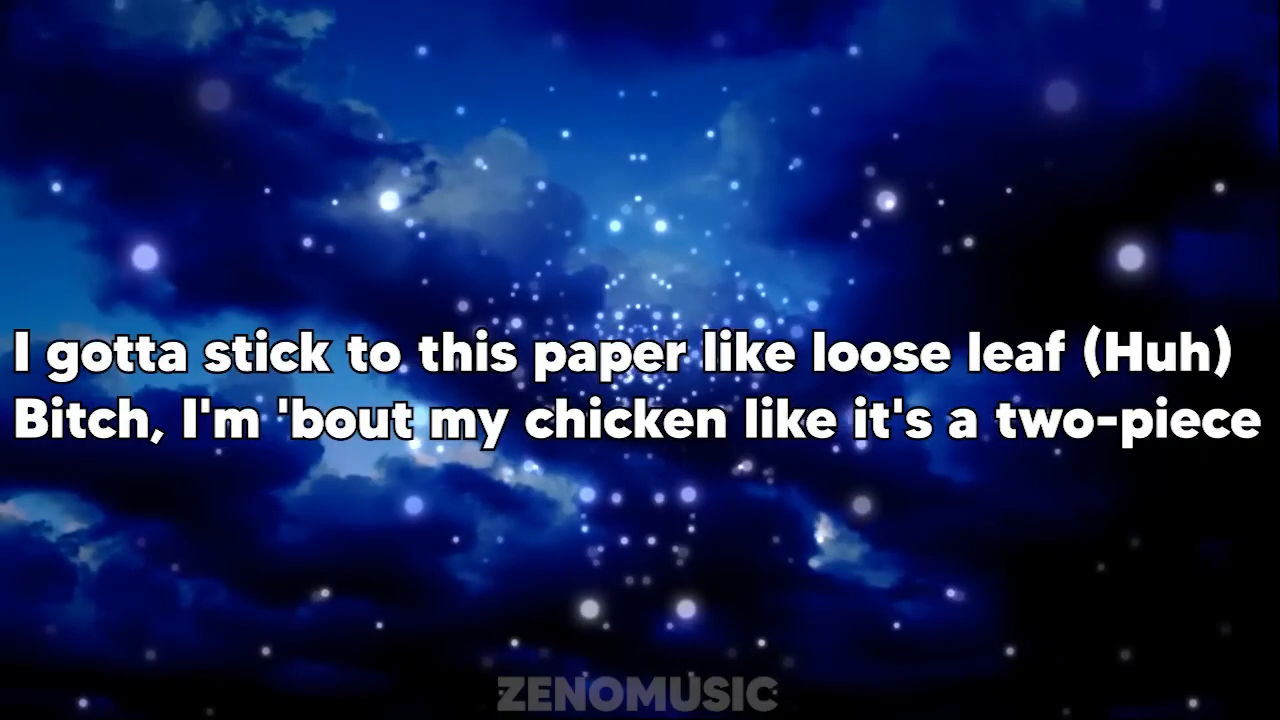 I gotta stick to this paper like loose leaf (Huh)
Bitch, I'm 'bout my chicken like it's a two-piece
ZENOMUSIC